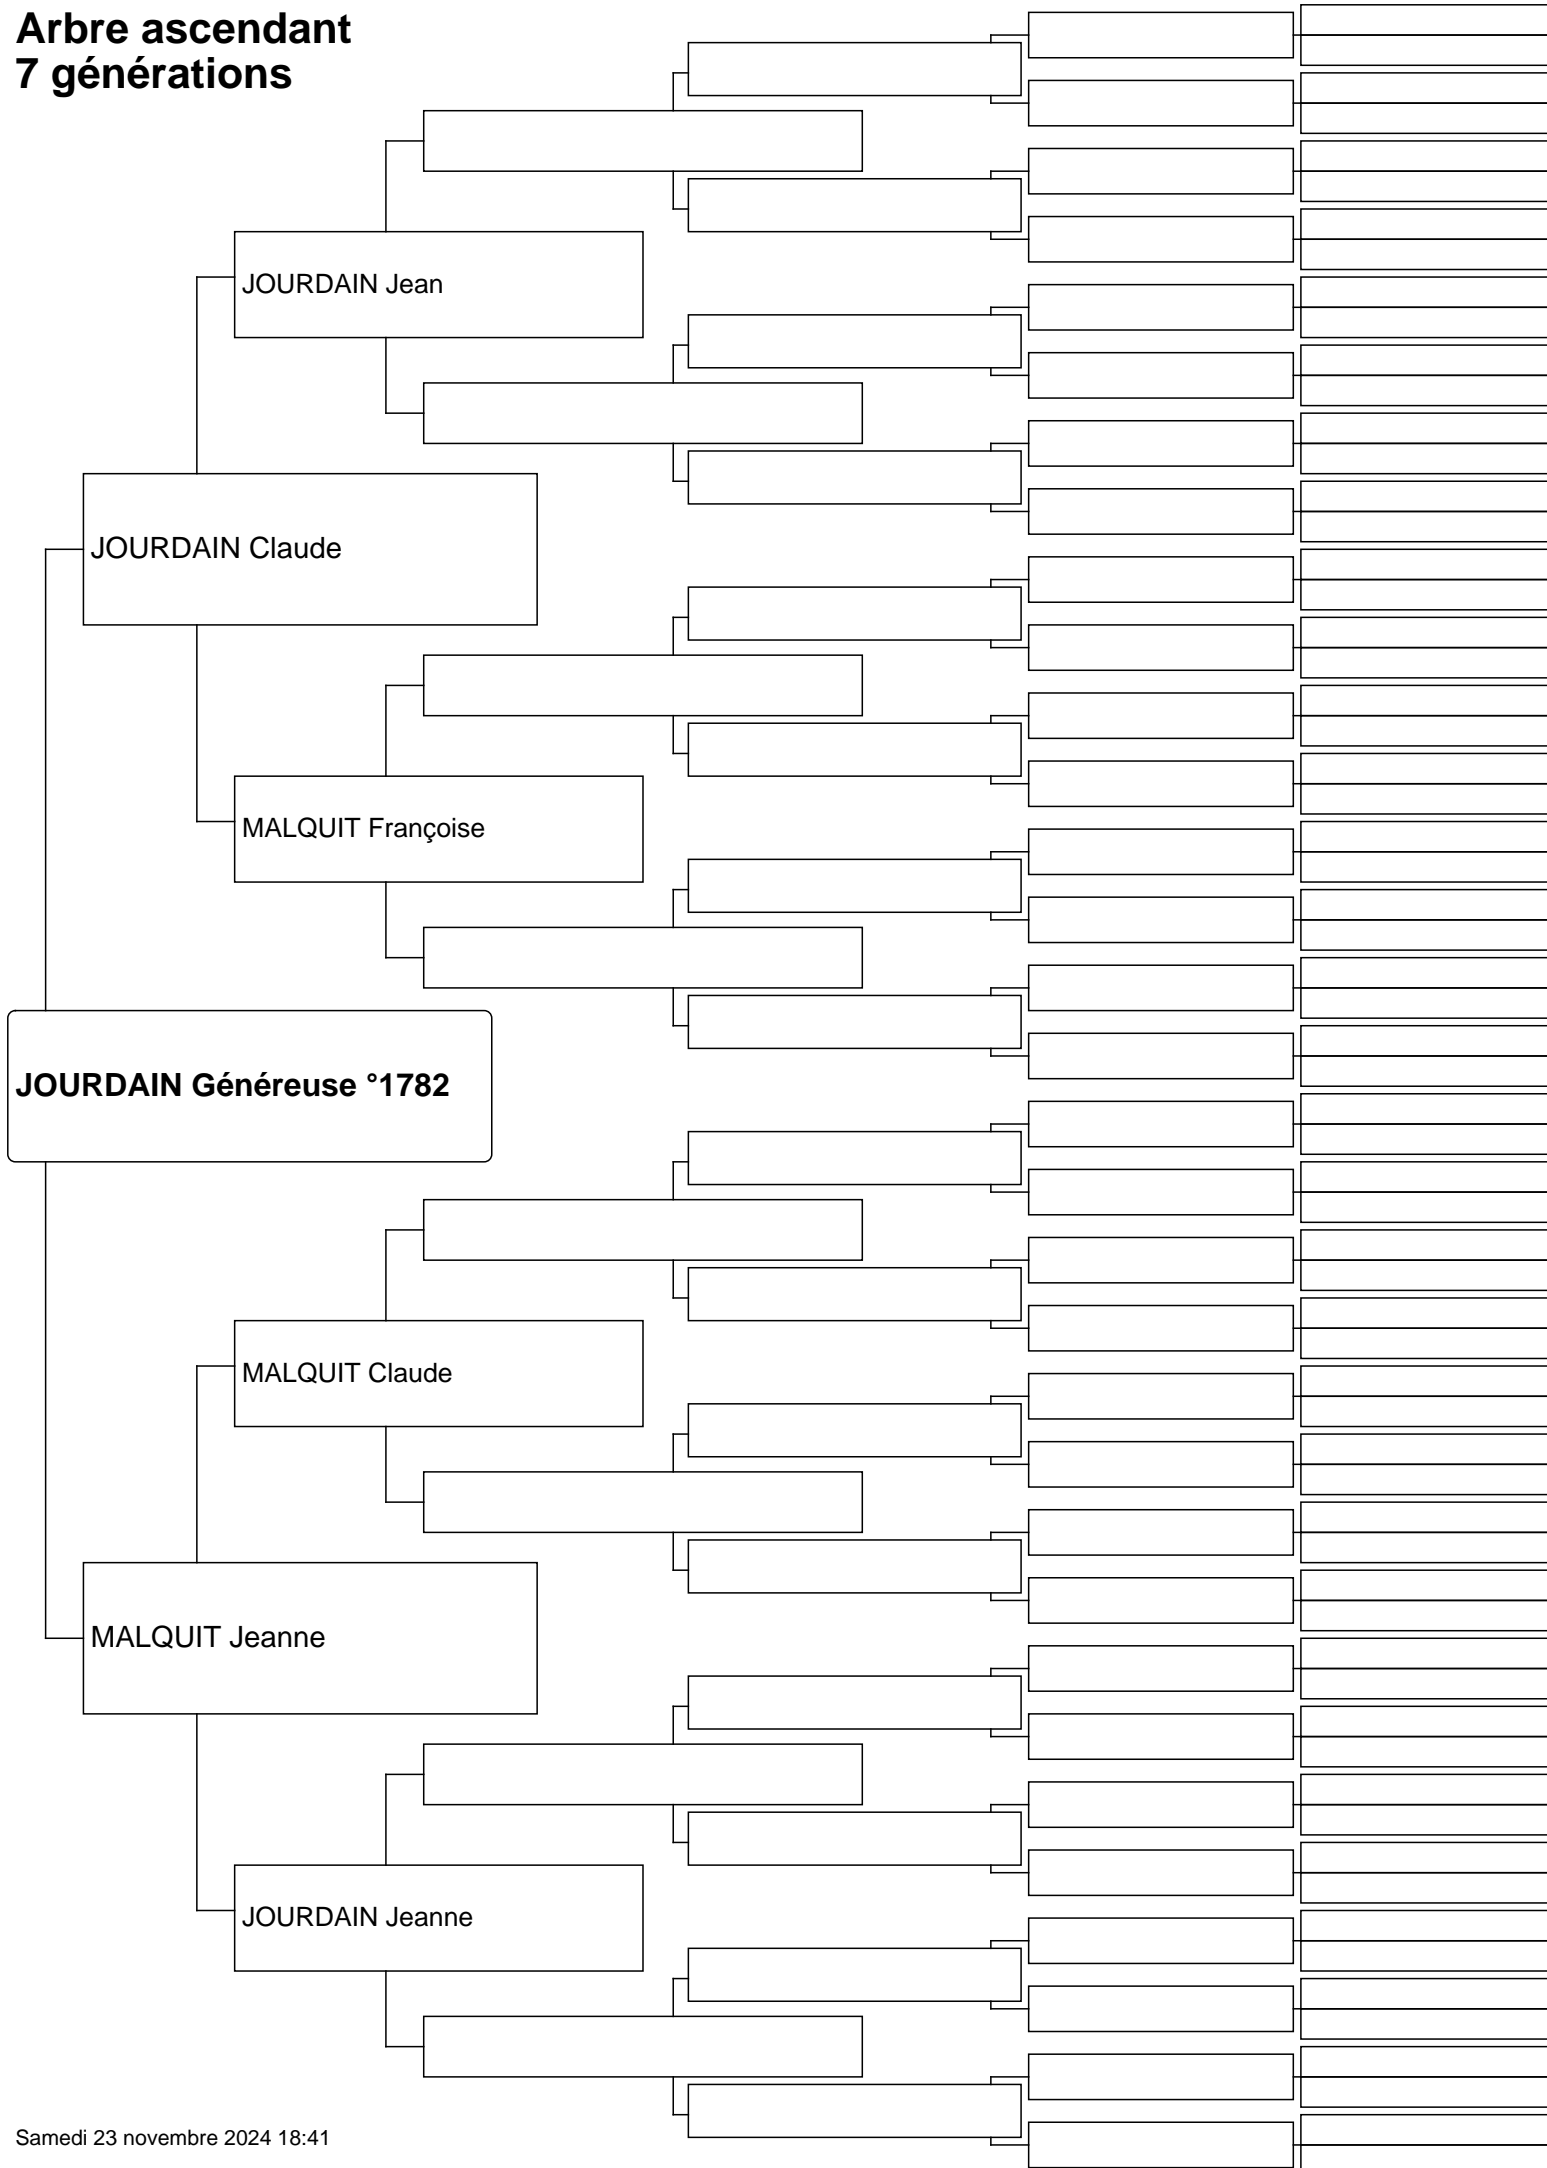 Arbre ascendant
7 générations
JOURDAIN Jean
JOURDAIN Claude
MALQUIT Françoise
JOURDAIN Généreuse °1782
MALQUIT Claude
MALQUIT Jeanne
JOURDAIN Jeanne
Samedi 23 novembre 2024 18:41